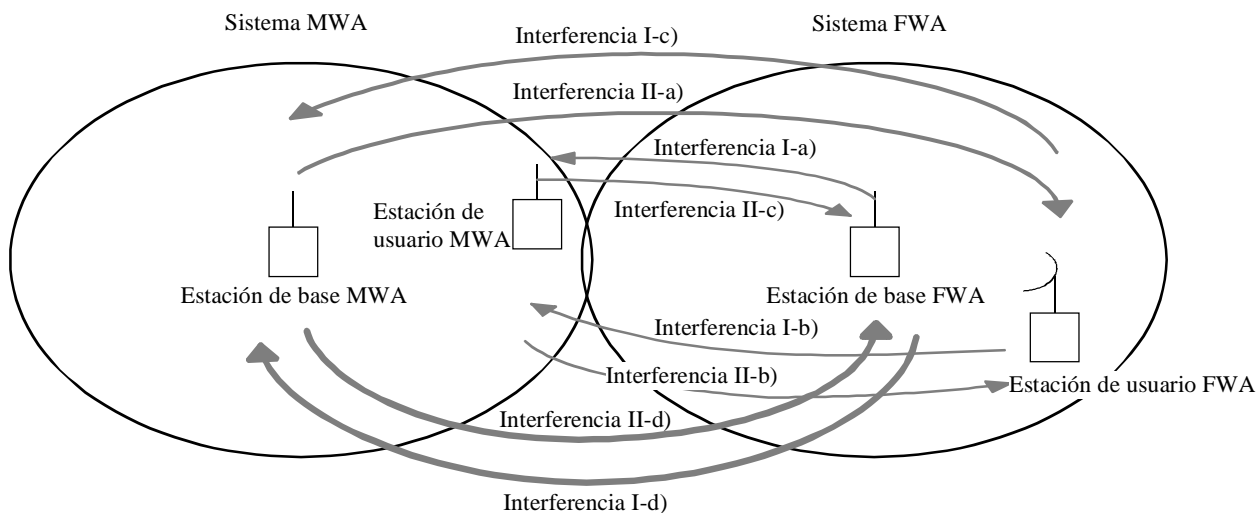 Sistema MWA
Sistema FWA
Interferencia I-c)
Interferencia II-a)
Interferencia I-a)
Interferencia II-c)
Estación de
usuario MWA
Estación de base MWA
Estación de base FWA
Interferencia I-b)
Interferencia II-b)
Estación de usuario FWA
Interferencia II-d)
Interferencia I-d)